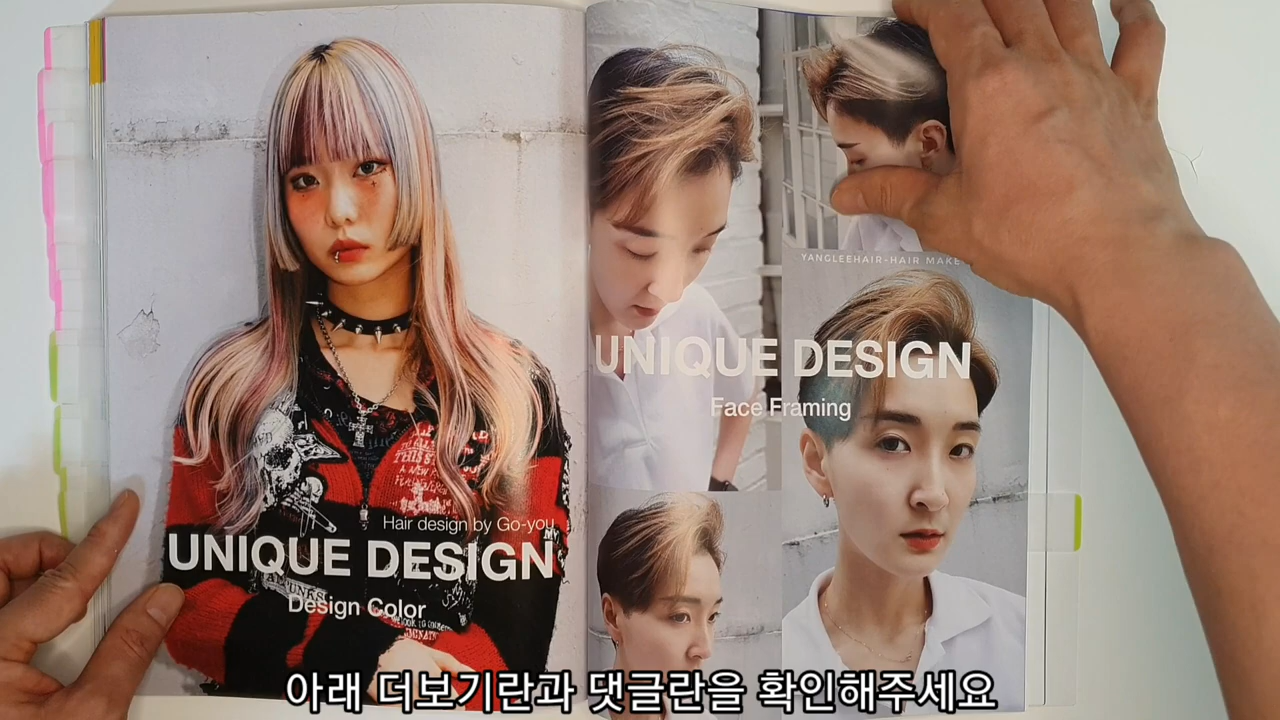 Hair design by Go-you
UNIQUE DESIGN
Design Color
YANGLEEHAIR-HAIR MAKE
UNIQUE DESIGN
Face Framing
아래 더보기란과 댓글란을 확인해주세요